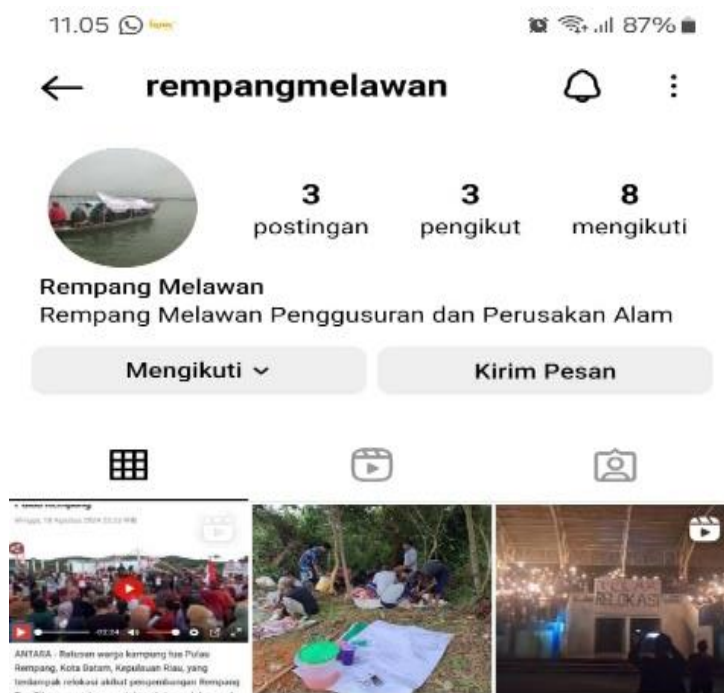 11.05
87%
rempangmelawan
3 3 8
postingan pengikut mengikuti
Rempang Melawan
Rempang Melawan Penggusuran dan Perusakan Alam
Mengikuti
Kirim Pesan
ANTARA - Ratusan warga kampung tua Pulau
Rempang, Kota Batam, Kepulauan Riau, yang
terdampak relokasi akibat pengembangan Rempang
RELOKASI